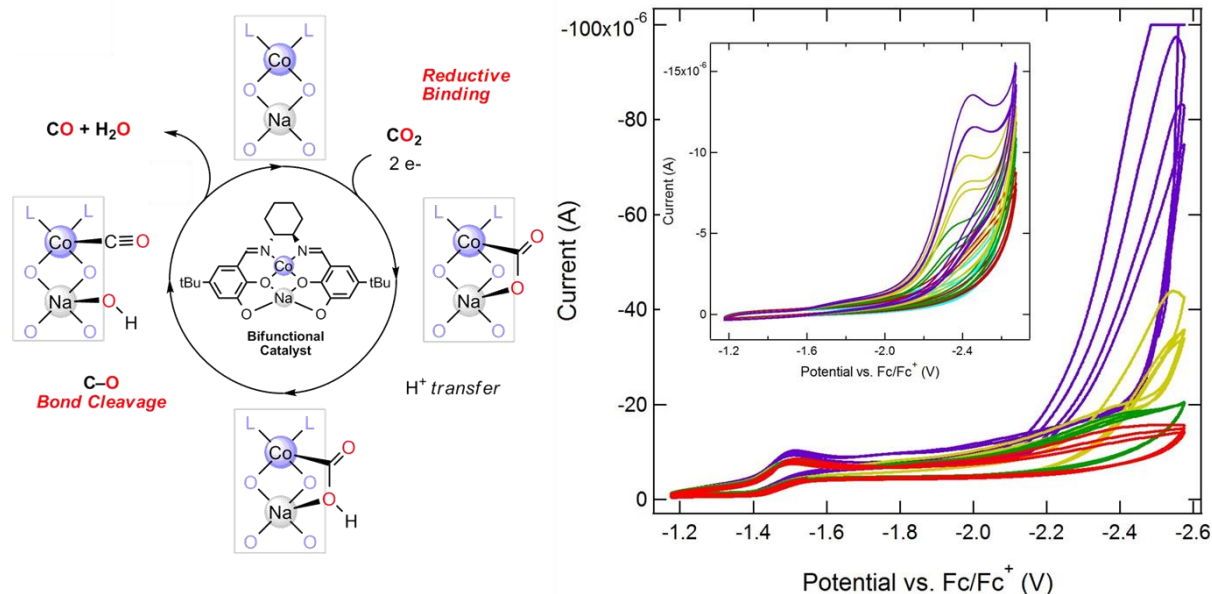 L L
Co
O O
Na
O O
Reductive
Binding
CO₂
2 e-
CO + H₂O
L L
Co C≡O
O O
Na O
H
O O
N N
Co
tBu O O tBu
Na
O O
Bifunctional
Catalyst
L L
Co O
O O
Na O
O O
C–O
Bond Cleavage
H⁺ transfer
L L
Co O
O O
Na O H
O O
-100x10⁻⁶
-80
-60
-40
-20
0
Current (A)
-1.2 -1.4 -1.6 -1.8 -2.0 -2.2 -2.4 -2.6
Potential vs. Fc/Fc⁺ (V)
-15x10⁻⁶
-10
-5
0
Current (A)
-1.2 -1.6 -2.0 -2.4
Potential vs. Fc/Fc⁺ (V)